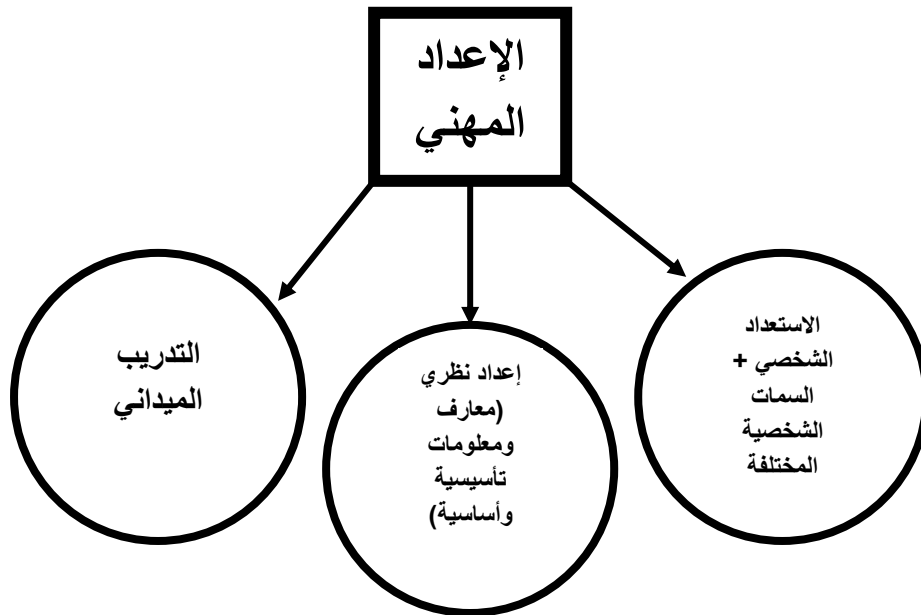 الإعداد
المهني
الاستعداد
الشخصي +
السمات
الشخصية
المختلفة
إعداد نظري
(معارف
ومعلومات
تأسيسية
وأساسية)
التدريب
الميداني